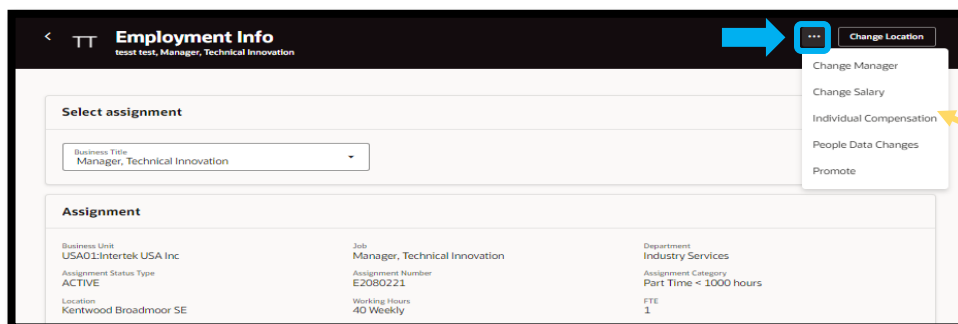 TT
Employment Info
tesst test, Manager, Technical Innovation
Change Location
Change Manager
Change Salary
Individual Compensation
People Data Changes
Promote
Select assignment
Business Title
Manager, Technical Innovation
Assignment
Business Unit
USA01:Intertek USA Inc
Job
Manager, Technical Innovation
Department
Industry Services
Assignment Status Type
ACTIVE
Assignment Number
E2080221
Assignment Category
Part Time < 1000 hours
Location
Kentwood Broadmoor SE
Working Hours
40 Weekly
FTE
1